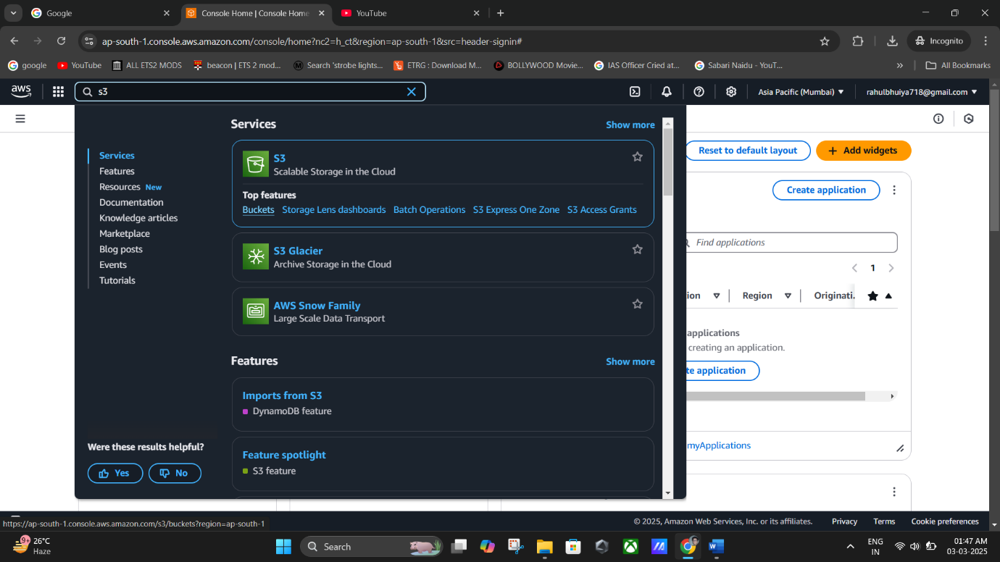 Google
Console Home | Console Home
YouTube
ap-south-1.console.aws.amazon.com/console/home?nc2=h_ct&region=ap-south-1&src=header-signin#
Incognito
google
YouTube
ALL ETS2 MODS
beacon | ETS 2 mod...
Search 'strobe lights...
ETRG : Download M...
BOLLYWOOD Movie...
IAS Officer Cried at...
Sabari Naidu - YouT...
All Bookmarks
aws
s3
Asia Pacific (Mumbai)
rahulbhuiya718@gmail.com
Services
Features
Resources New
Documentation
Knowledge articles
Marketplace
Blog posts
Events
Tutorials
Were these results helpful?
Yes
No
Services
Show more
S3
Scalable Storage in the Cloud
Top features
Buckets Storage Lens dashboards Batch Operations S3 Express One Zone S3 Access Grants
S3 Glacier
Archive Storage in the Cloud
AWS Snow Family
Large Scale Data Transport
Features
Show more
Imports from S3
DynamoDB feature
Feature spotlight
S3 feature
Reset to default layout
+ Add widgets
Create application
Find applications
1
ion
Region
Originati.
applications
creating an application.
te application
myApplications
https://ap-south-1.console.aws.amazon.com/s3/buckets?region=ap-south-1
© 2025, Amazon Web Services, Inc. or its affiliates.
Privacy
Terms
Cookie preferences
9+
26°C
Haze
Search
ENG
IN
01:47 AM
03-03-2025